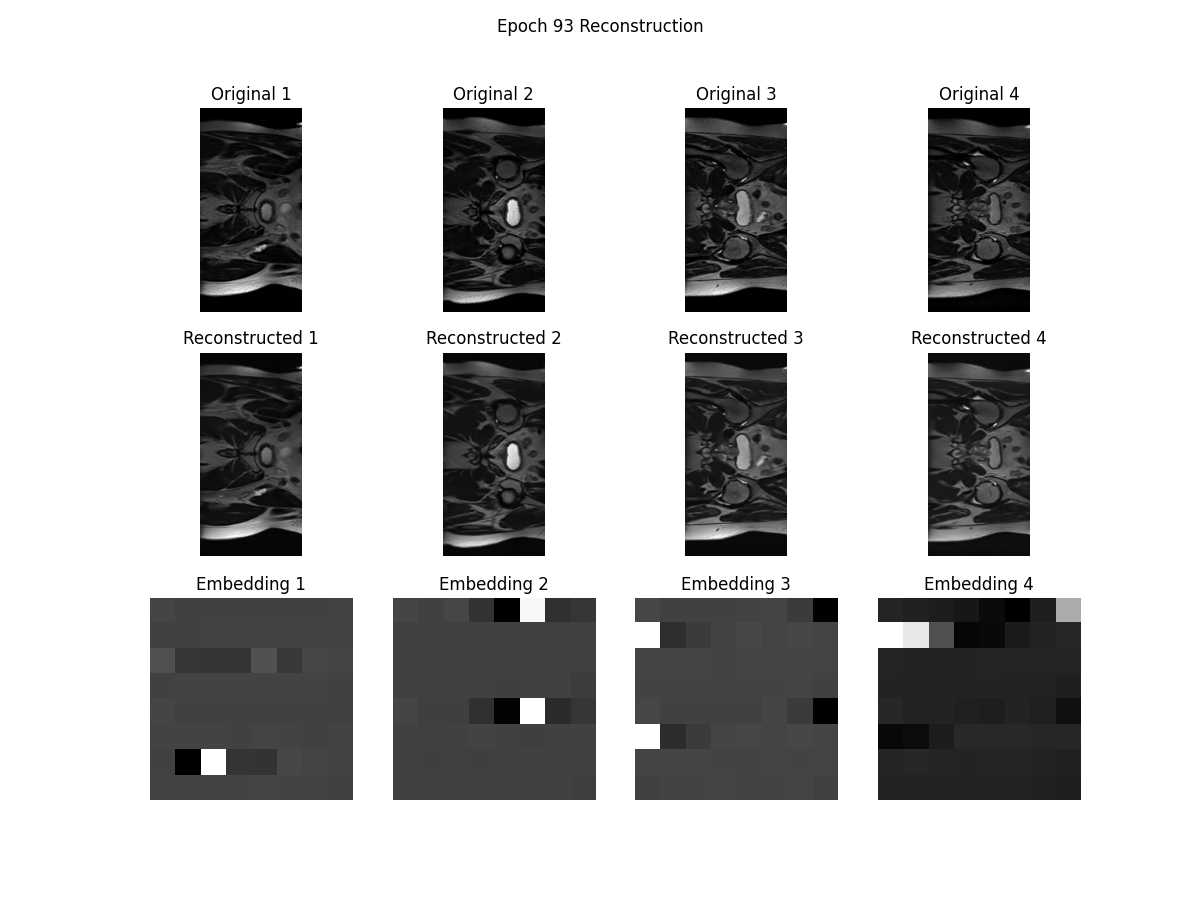 Epoch 93 Reconstruction
Original 1
Original 2
Original 3
Original 4
Reconstructed 1
Reconstructed 2
Reconstructed 3
Reconstructed 4
Embedding 1
Embedding 2
Embedding 3
Embedding 4